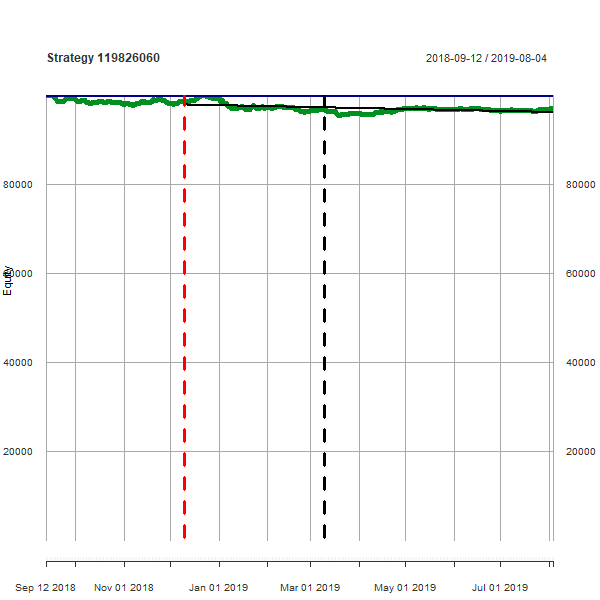 Strategy 119826060
2018-09-12 / 2019-08-04
80000
80000
Equity
60000
60000
40000
40000
20000
20000
Sep 12 2018
Nov 01 2018
Jan 01 2019
Mar 01 2019
May 01 2019
Jul 01 2019